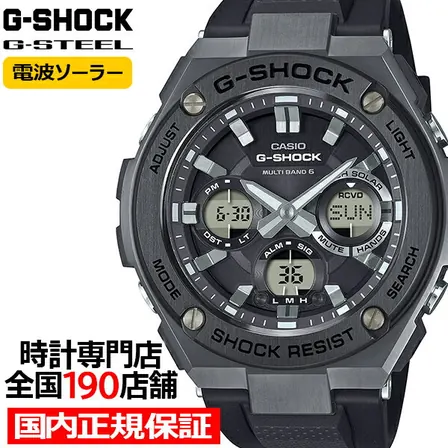 G-SHOCK
G-STEEL
電波ソーラー
G-SHOCK
ADJUST
LIGHT
CASIO
G-SHOCK
MULTI BAND 6
TOUGH SOLAR
PM
RCVD
6:30
SUN
DST LT
MUTE HANDS
ALM SIG
36
L M H
MODE
SEARCH
SHOCK RESIST
時計専門店
全国190店舗
国内正規保証